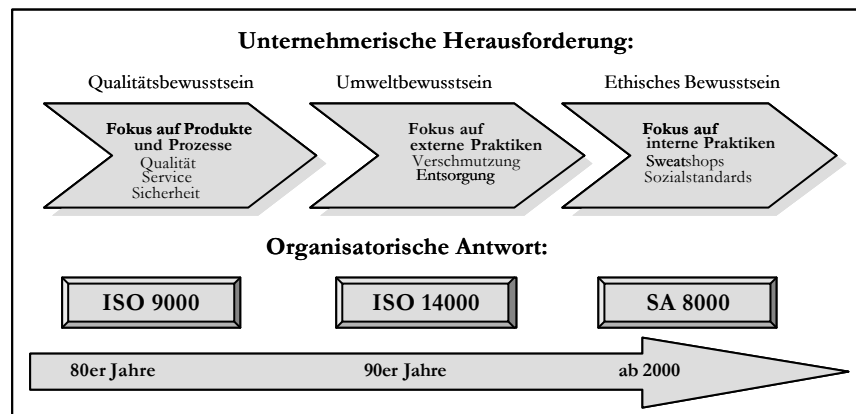 Unternehmerische Herausforderung:
Qualitätsbewusstsein
Umweltbewusstsein
Ethisches Bewusstsein
Fokus auf Produkte
und Prozesse
Qualität
Service
Sicherheit
Fokus auf
externe Praktiken
Verschmutzung
Entsorgung
Fokus auf
interne Praktiken
Sweatshops
Sozialstandards
Organisatorische Antwort:
ISO 9000
ISO 14000
SA 8000
80er Jahre
90er Jahre
ab 2000